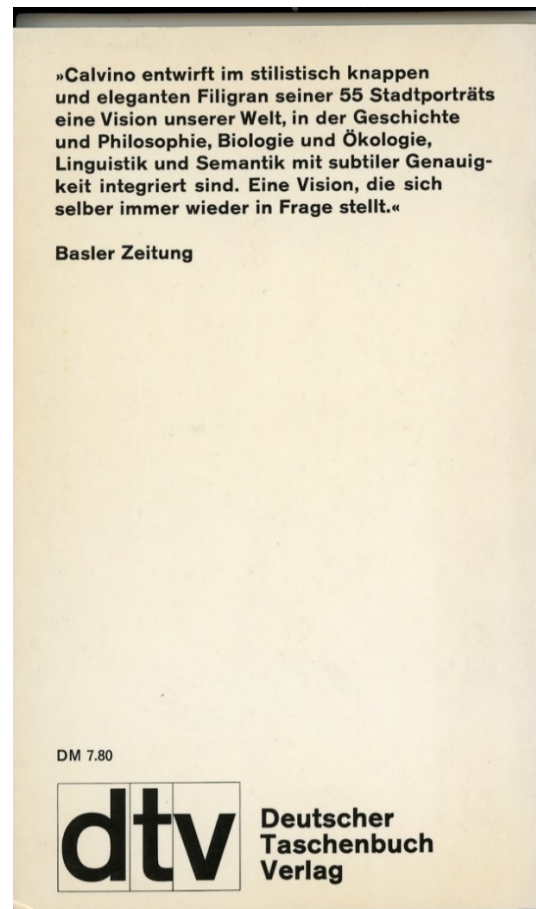 »Calvino entwirft im stilistisch knappen
und eleganten Filigran seiner 55 Stadtporträts
eine Vision unserer Welt, in der Geschichte
und Philosophie, Biologie und Ökologie,
Linguistik und Semantik mit subtiler Genauig-
keit integriert sind. Eine Vision, die sich
selber immer wieder in Frage stellt.«
Basler Zeitung
DM 7.80
dtv
Deutscher
Taschenbuch
Verlag